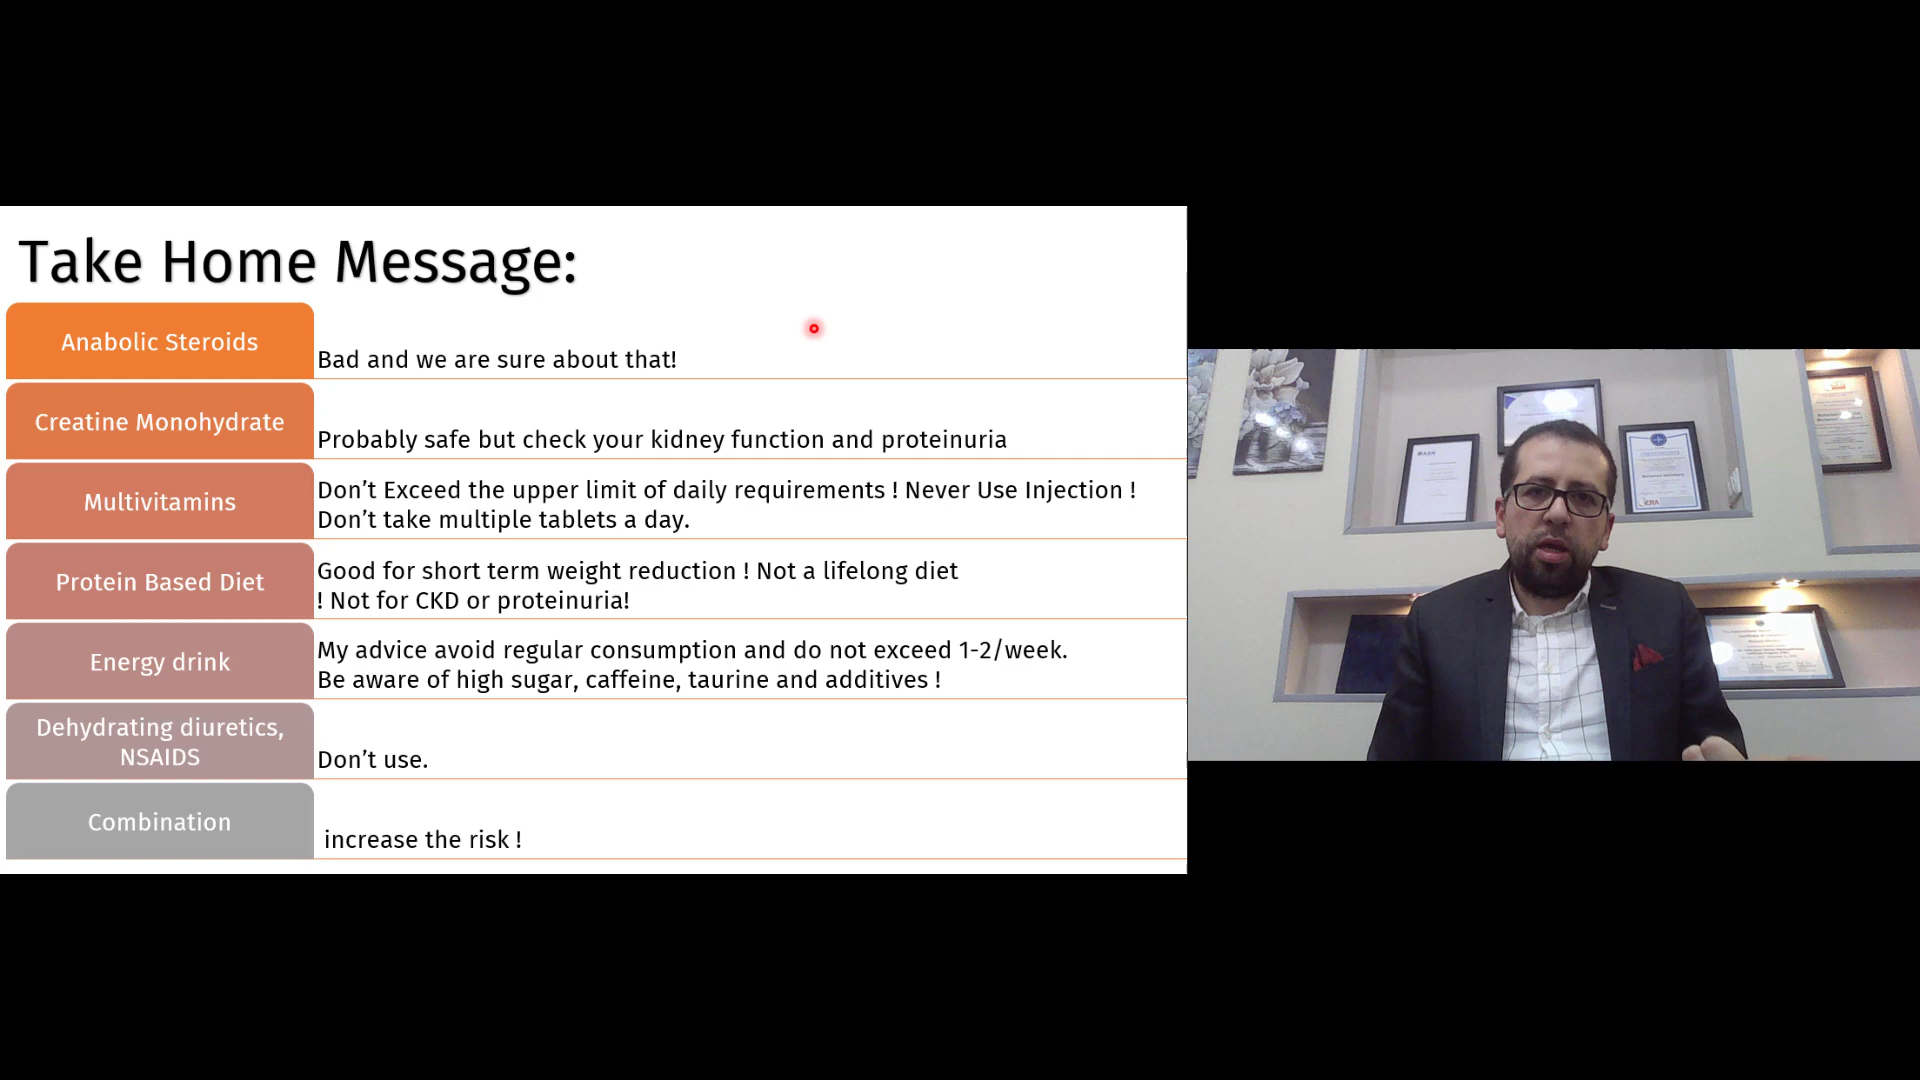 Take Home Message:
Anabolic Steroids
Bad and we are sure about that!
Creatine Monohydrate
Probably safe but check your kidney function and proteinuria
Multivitamins
Don’t Exceed the upper limit of daily requirements ! Never Use Injection !
Don’t take multiple tablets a day.
Protein Based Diet
Good for short term weight reduction ! Not a lifelong diet
! Not for CKD or proteinuria!
Energy drink
My advice avoid regular consumption and do not exceed 1-2/week.
Be aware of high sugar, caffeine, taurine and additives !
Dehydrating diuretics,
NSAIDS
Don’t use.
Combination
increase the risk !